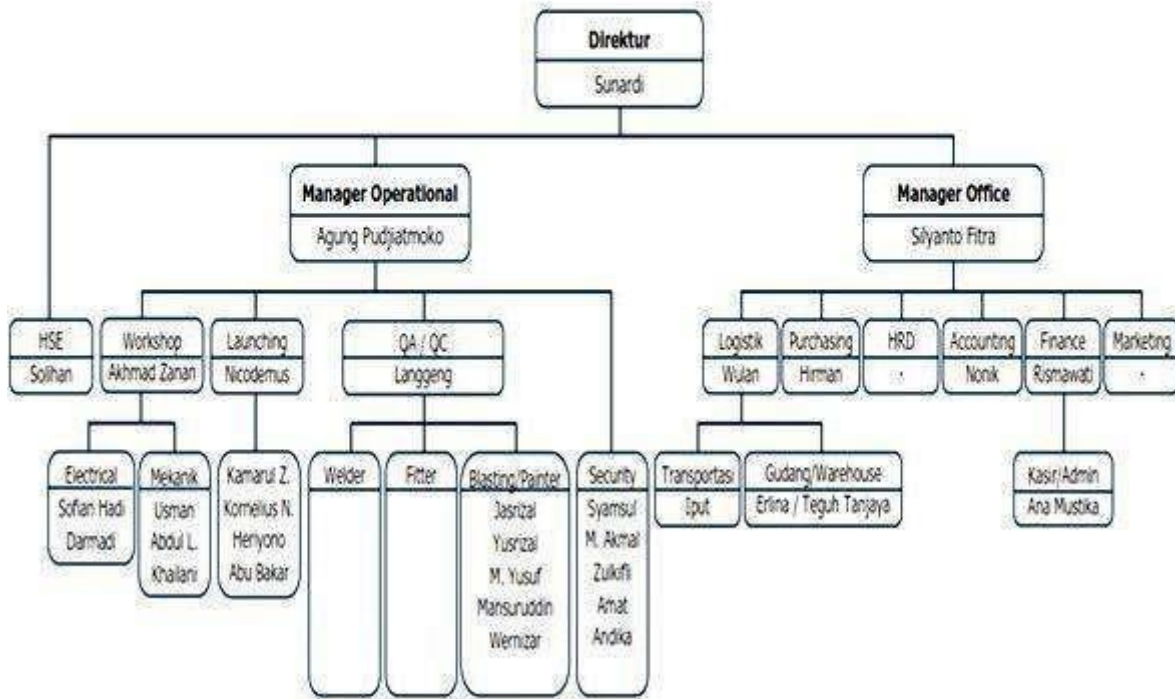 Direktur
Sunardi
Manager Operational
Agung Pudjiatmoko
Manager Office
Silyanto Fitra
HSE
Solihan
Workshop
Akhmad Zanan
Launching
Nicodemus
QA / QC
Langgeng
Logistik
Wulan
Purchasing
Hirman
HRD
-
Accounting
Nonik
Finance
Rismawati
Marketing
-
Electrical
Sofian Hadi
Darmadi
Mekanik
Usman
Abdul L.
Khailani
Kamarul Z.
Kornelius N.
Heriyono
Abu Bakar
Welder
Fitter
Blasting/Painter
Jasrizal
Yusrizal
M. Yusuf
Mansuruddin
Wernizar
Security
Syamsul
M. Akmal
Zulkifli
Amat
Andika
Transportasi
Iput
Gudang/Warehouse
Erlina / Teguh Tanjaya
Kasir/Admin
Ana Mustika